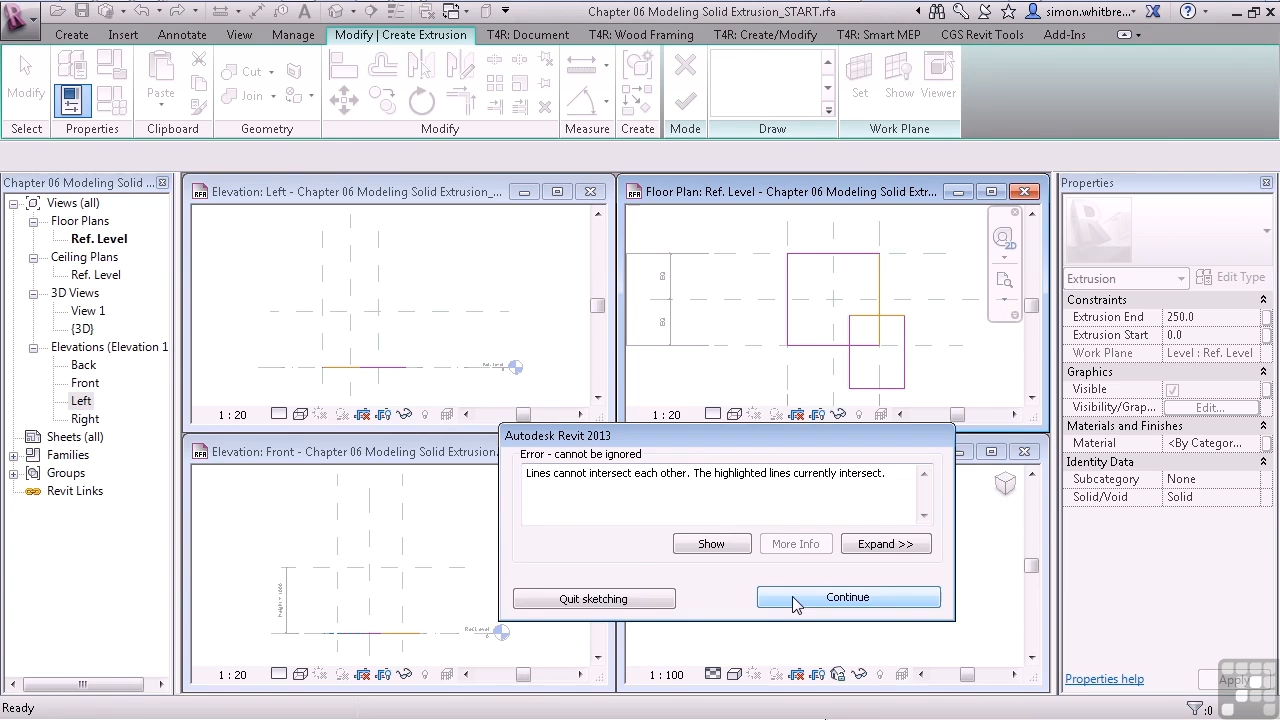 Chapter 06 Modeling Solid Extrusion_START.rfa
simon.whitbre...
Create
Insert
Annotate
View
Manage
Modify | Create Extrusion
T4R: Document
T4R: Wood Framing
T4R: Create/Modify
T4R: Smart MEP
CGS Revit Tools
Add-Ins
Modify
Paste
Cut
Join
Set
Show
Viewer
Select
Properties
Clipboard
Geometry
Modify
Measure
Create
Mode
Draw
Work Plane
Chapter 06 Modeling Solid ...
Views (all)
Floor Plans
Ref. Level
Ceiling Plans
Ref. Level
3D Views
View 1
{3D}
Elevations (Elevation 1
Back
Front
Left
Right
Sheets (all)
Families
Groups
Revit Links
Elevation: Left - Chapter 06 Modeling Solid Extrusion_...
1 : 20
Floor Plan: Ref. Level - Chapter 06 Modeling Solid Extr...
2D
1 : 20
Elevation: Front - Chapter 06 Modeling Solid Extrusion
1 : 20
1 : 100
Autodesk Revit 2013
Error - cannot be ignored
Lines cannot intersect each other. The highlighted lines currently intersect.
Show
More Info
Expand >>
Quit sketching
Continue
Properties
Extrusion
Edit Type
Constraints
Extrusion End 250.0
Extrusion Start 0.0
Work Plane Level : Ref. Level
Graphics
Visible
Visibility/Grap... Edit...
Materials and Finishes
Material <By Categor...
Identity Data
Subcategory None
Solid/Void Solid
Properties help
Apply
Ready
:0